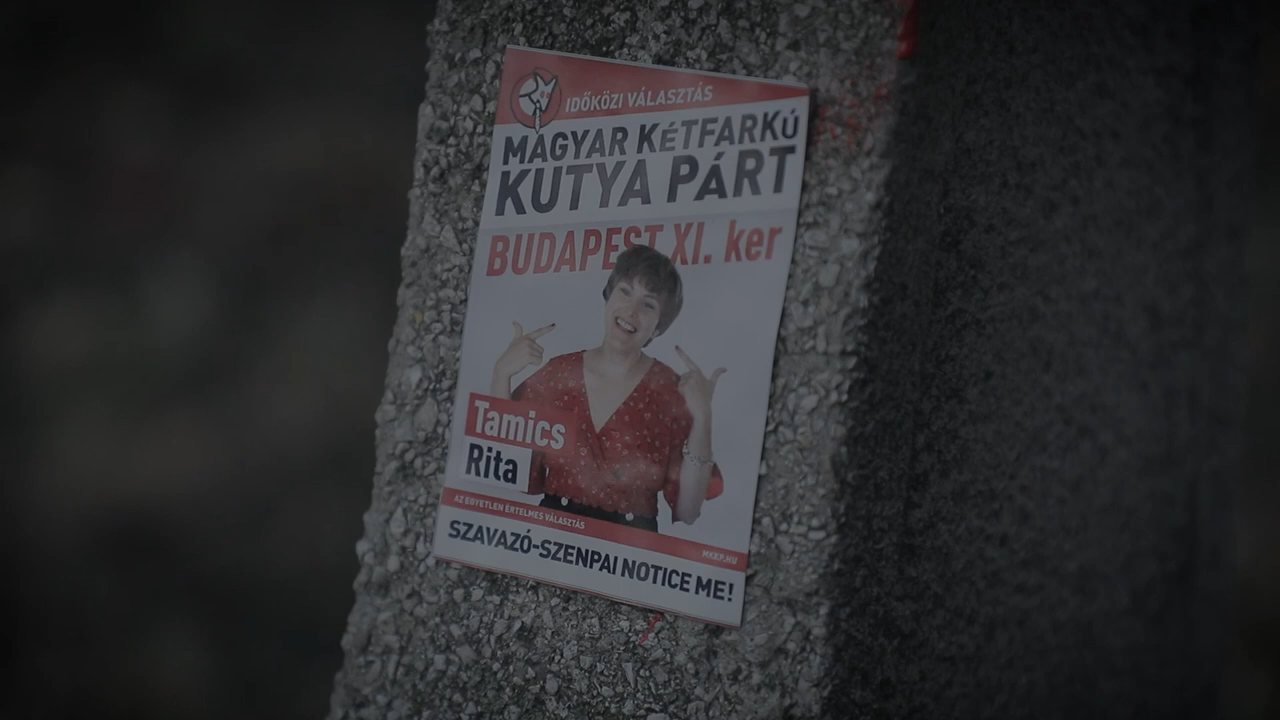 IDŐKÖZI VÁLASZTÁS
MAGYAR KÉTFARKÚ
KUTYA PÁRT
BUDAPEST XI. ker
Tamics
Rita
AZ EGYETLEN ÉRTELMES VÁLASZTÁS
MKKP.HU
SZAVAZÓ-SZENPAI NOTICE ME!